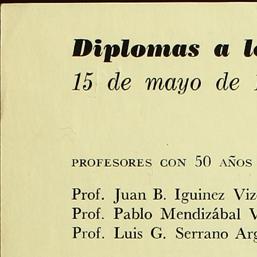 Diplomas a
15 de mayo de
PROFESORES CON 50 AÑOS
Prof. Juan B. Iguinez
Prof. Pablo Mendizábal
Prof. Luis G. Serrano